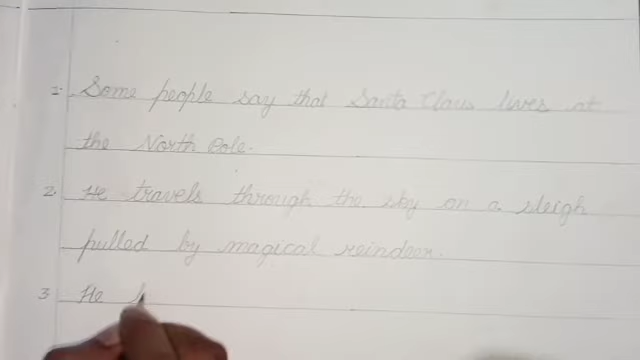 1. Some people say that Santa Claus lives at
the North Pole.
2. He travels through the sky on a sleigh
pulled by magical reindeer.
3 He